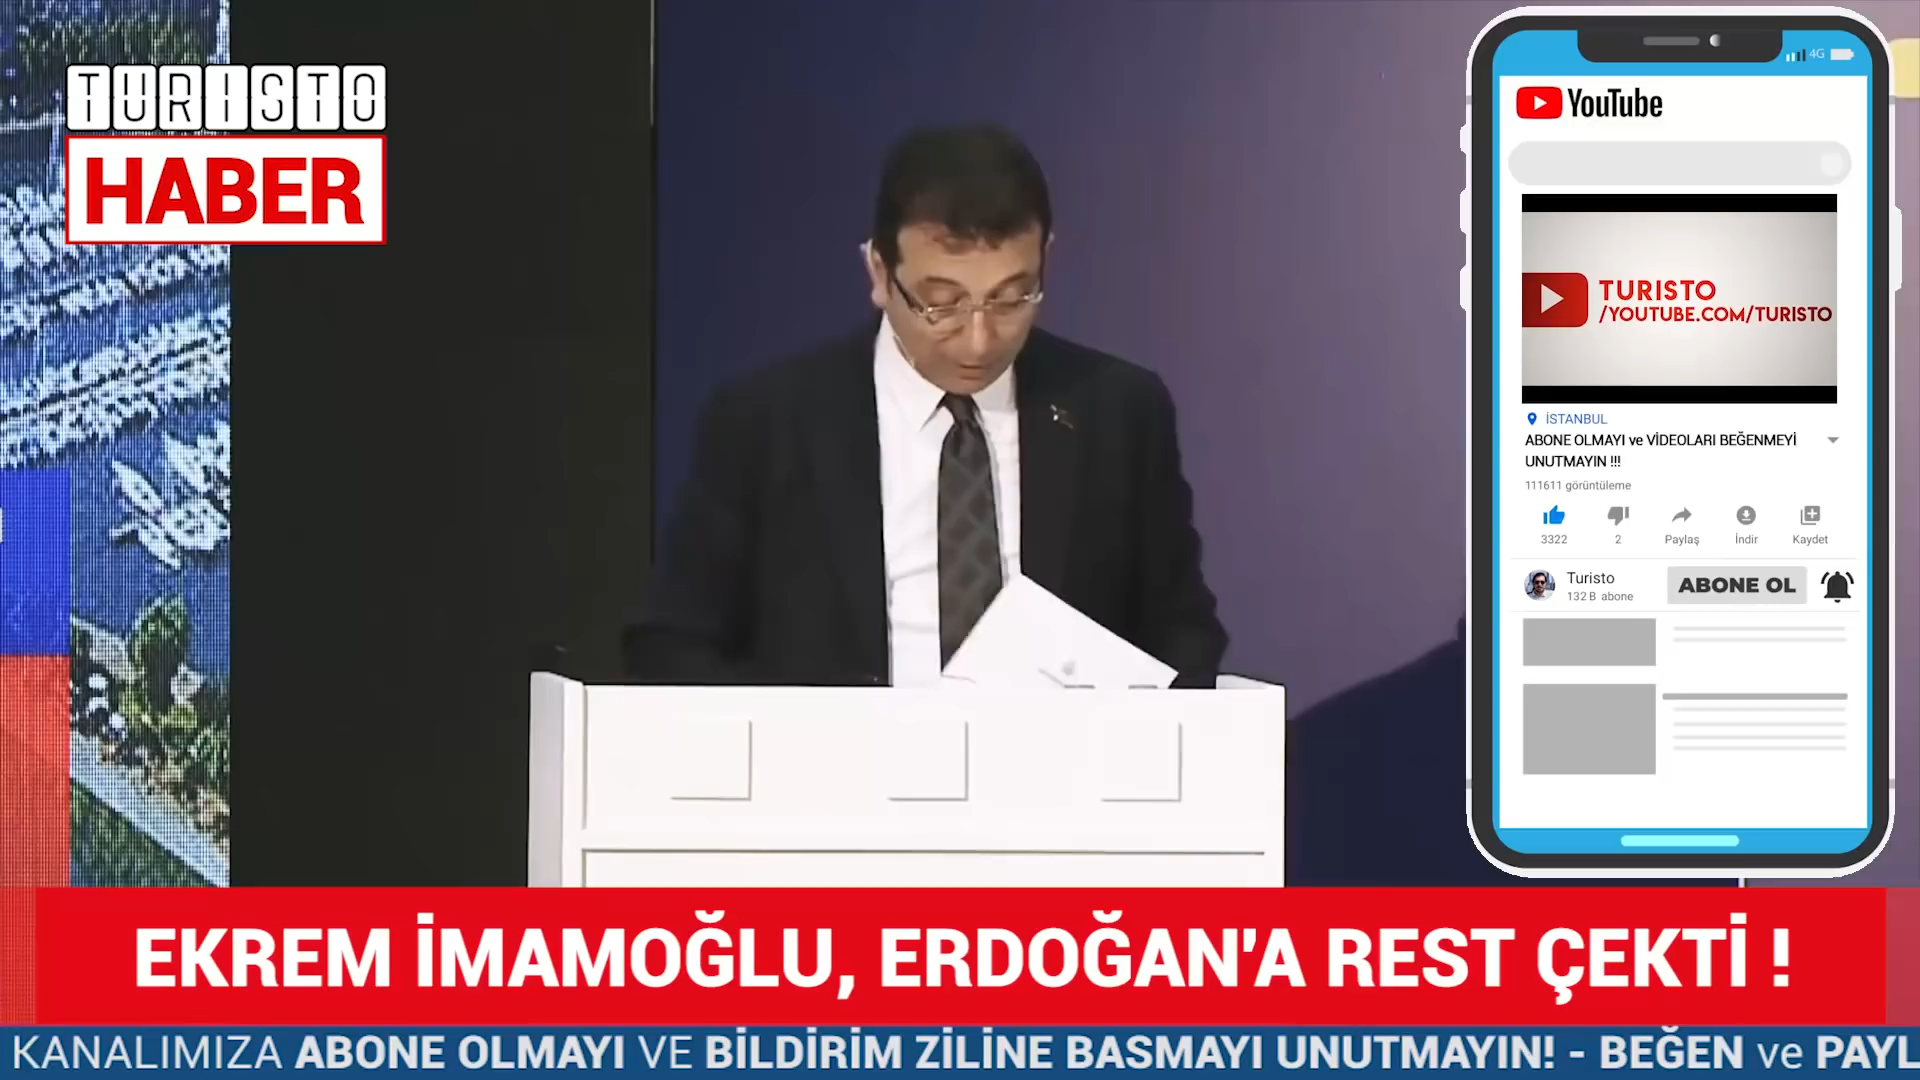 TURISTO
HABER
4G
YouTube
TURISTO
/YOUTUBE.COM/TURISTO
İSTANBUL
ABONE OLMAYI ve VİDEOLARI BEĞENMEYİ
UNUTMAYIN !!!
111611 görüntüleme
3322
2
Paylaş
İndir
Kaydet
Turisto
132 B abone
ABONE OL
EKREM İMAMOĞLU, ERDOĞAN'A REST ÇEKTİ !
KANALIMIZA ABONE OLMAYI VE BİLDİRİM ZİLİNE BASMAYI UNUTMAYIN! - BEĞEN ve PAYL